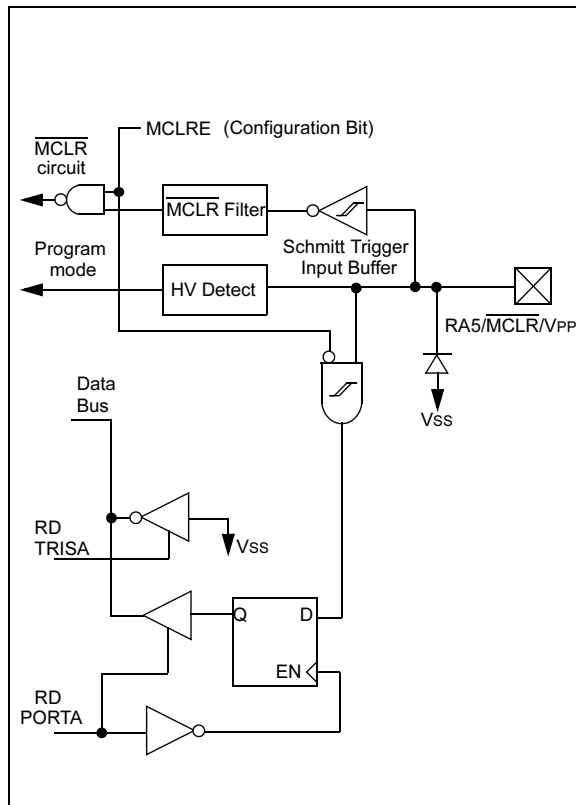 MCLRE (Configuration Bit)
MCLR
circuit
MCLR Filter
Schmitt Trigger
Input Buffer
Program
mode
HV Detect
RA5/MCLR/VPP
VSS
Data
Bus
RD
TRISA
VSS
Q
D
EN
RD
PORTA